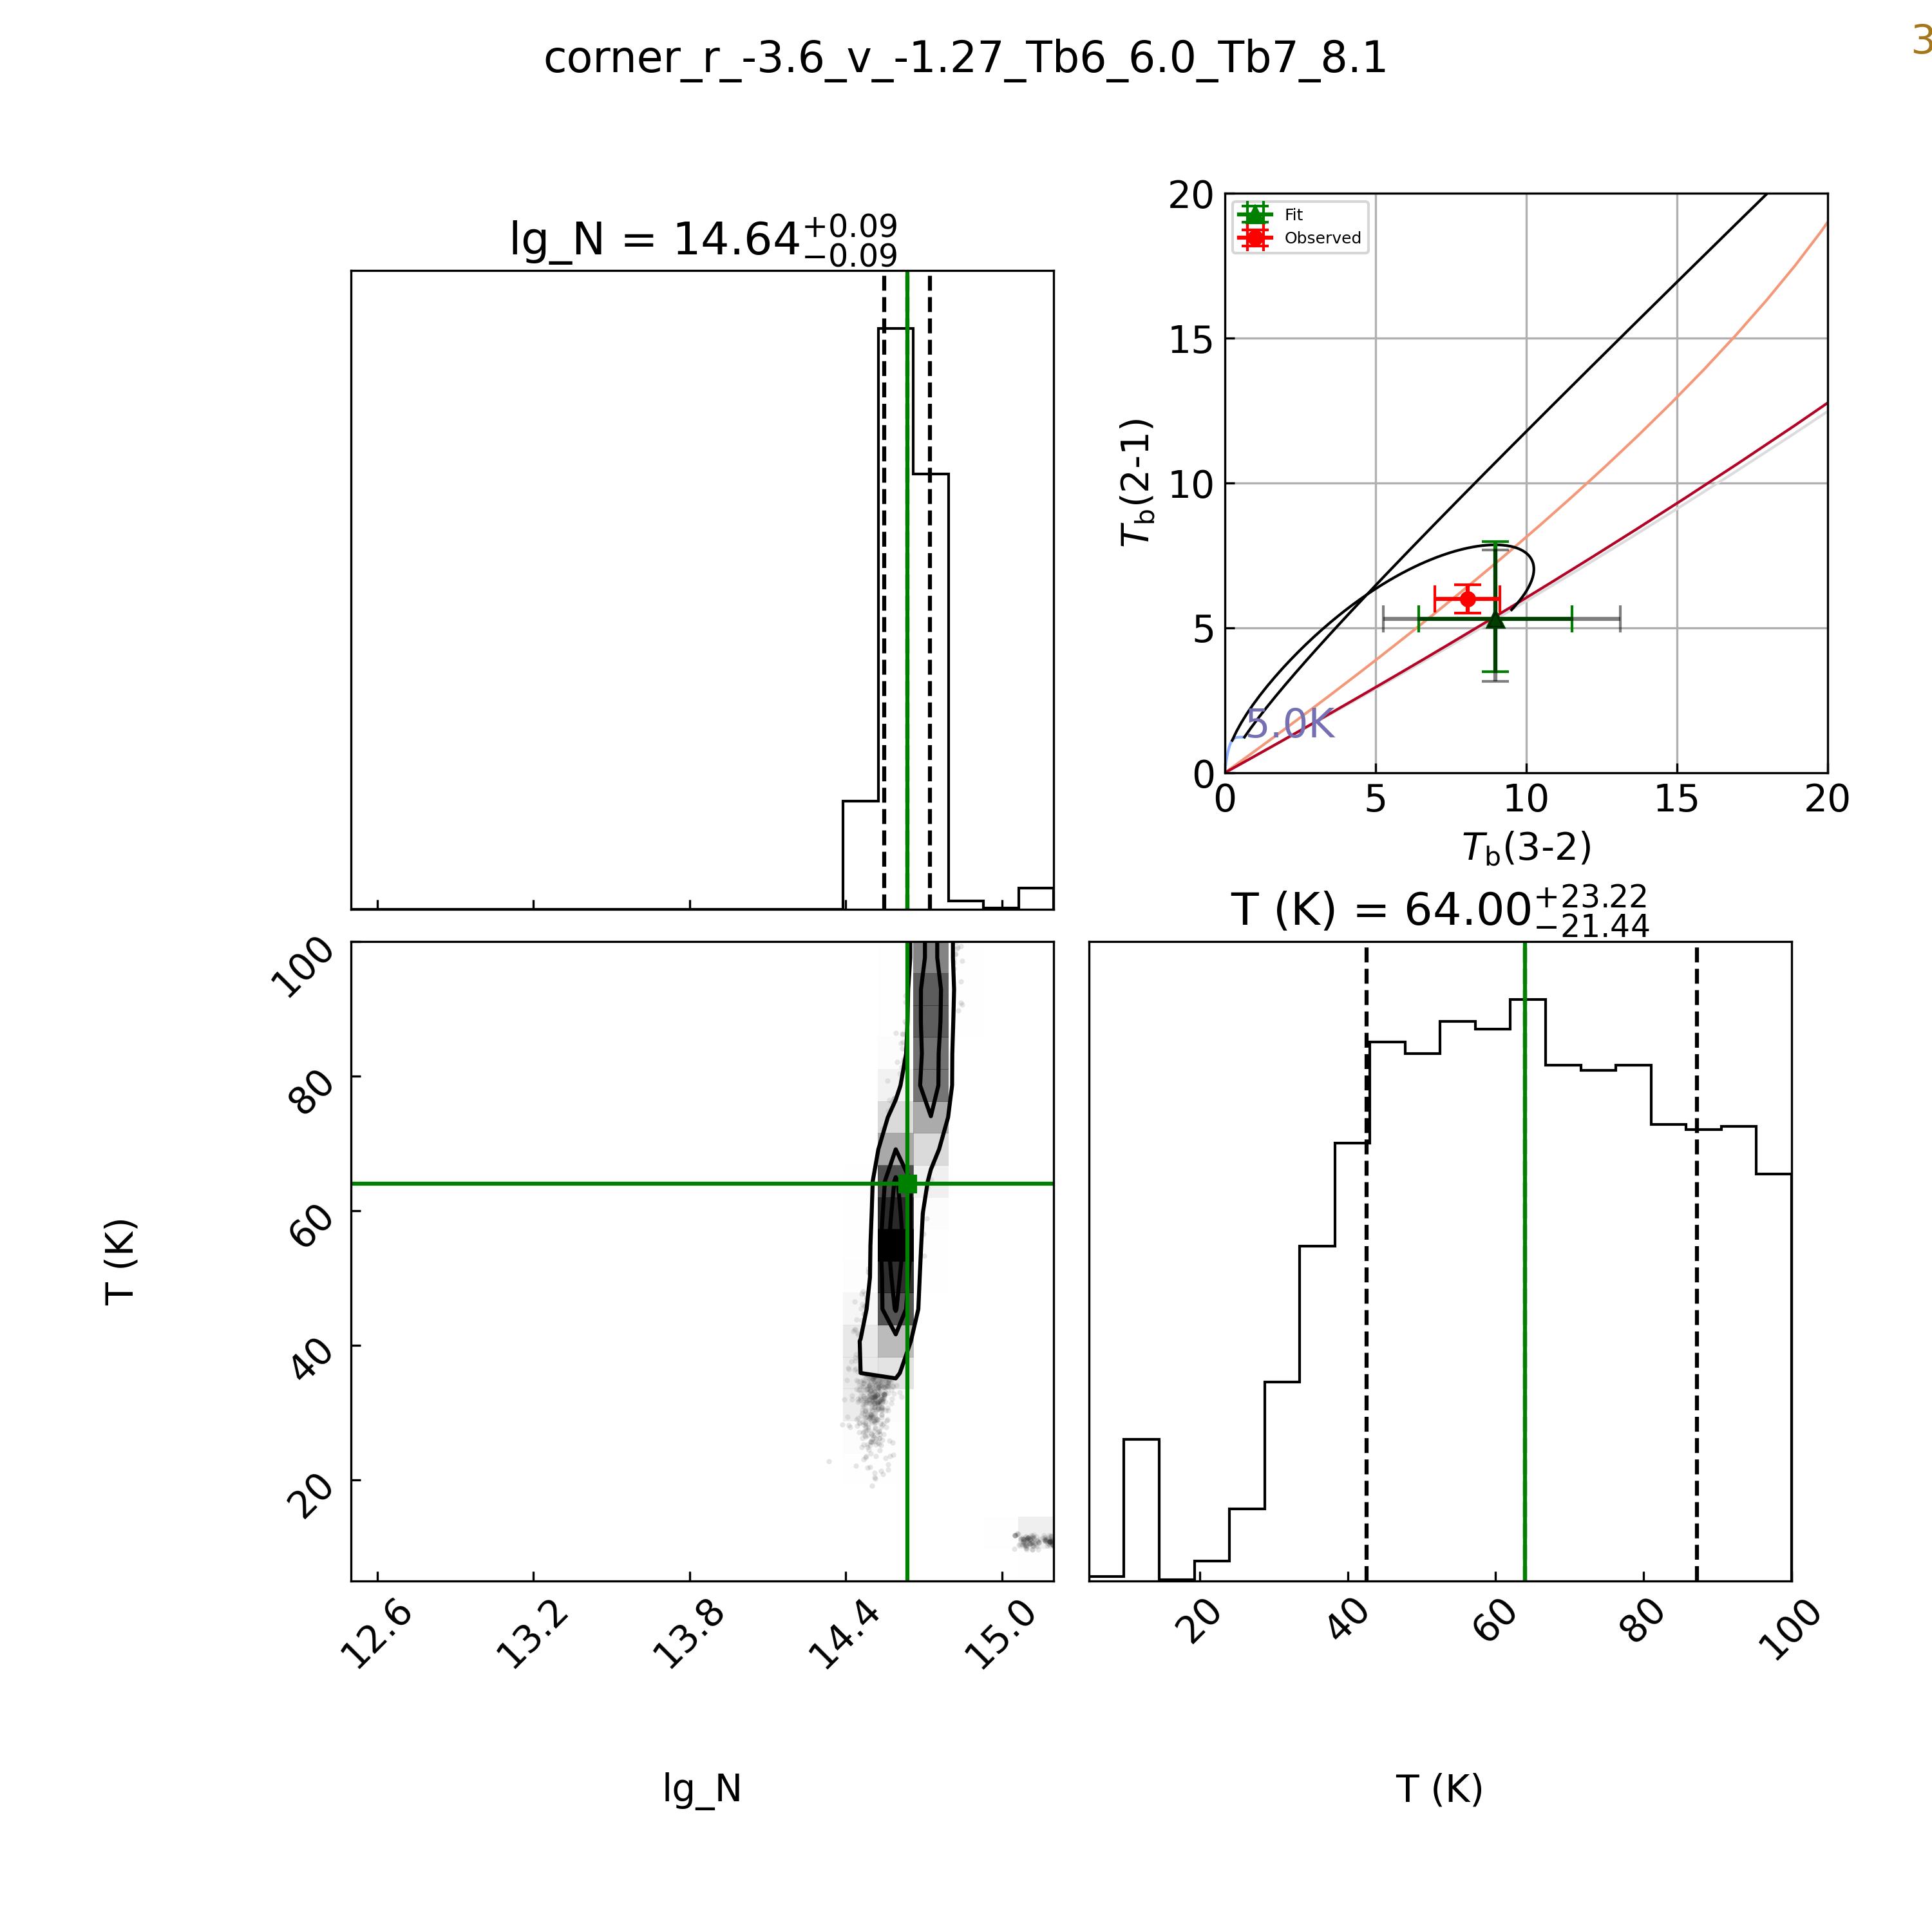 corner_r_-3.6_v_-1.27_Tb6_6.0_Tb7_8.1
3
lg_N = 14.64 +0.09 −0.09
Fit
Observed
20
15
10
5
0
T_b(2-1)
5.0K
0 5 10 15 20
T_b(3-2)
T (K) = 64.00 +23.22 −21.44
100
80
60
40
20
T (K)
12.6 13.2 13.8 14.4 15.0
20 40 60 80 100
lg_N
T (K)